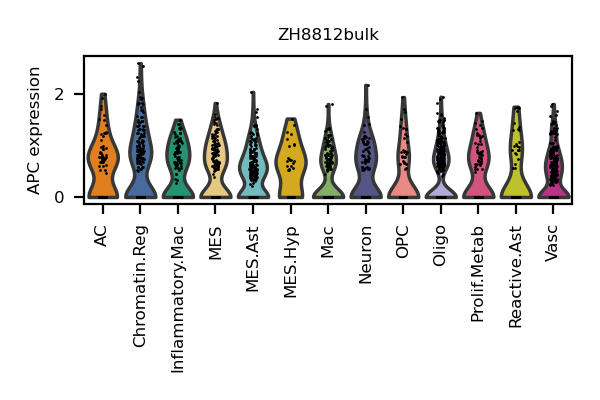 ZH8812bulk
APC expression
2
0
AC
Chromatin.Reg
Inflammatory.Mac
MES
MES.Ast
MES.Hyp
Mac
Neuron
OPC
Oligo
Prolif.Metab
Reactive.Ast
Vasc